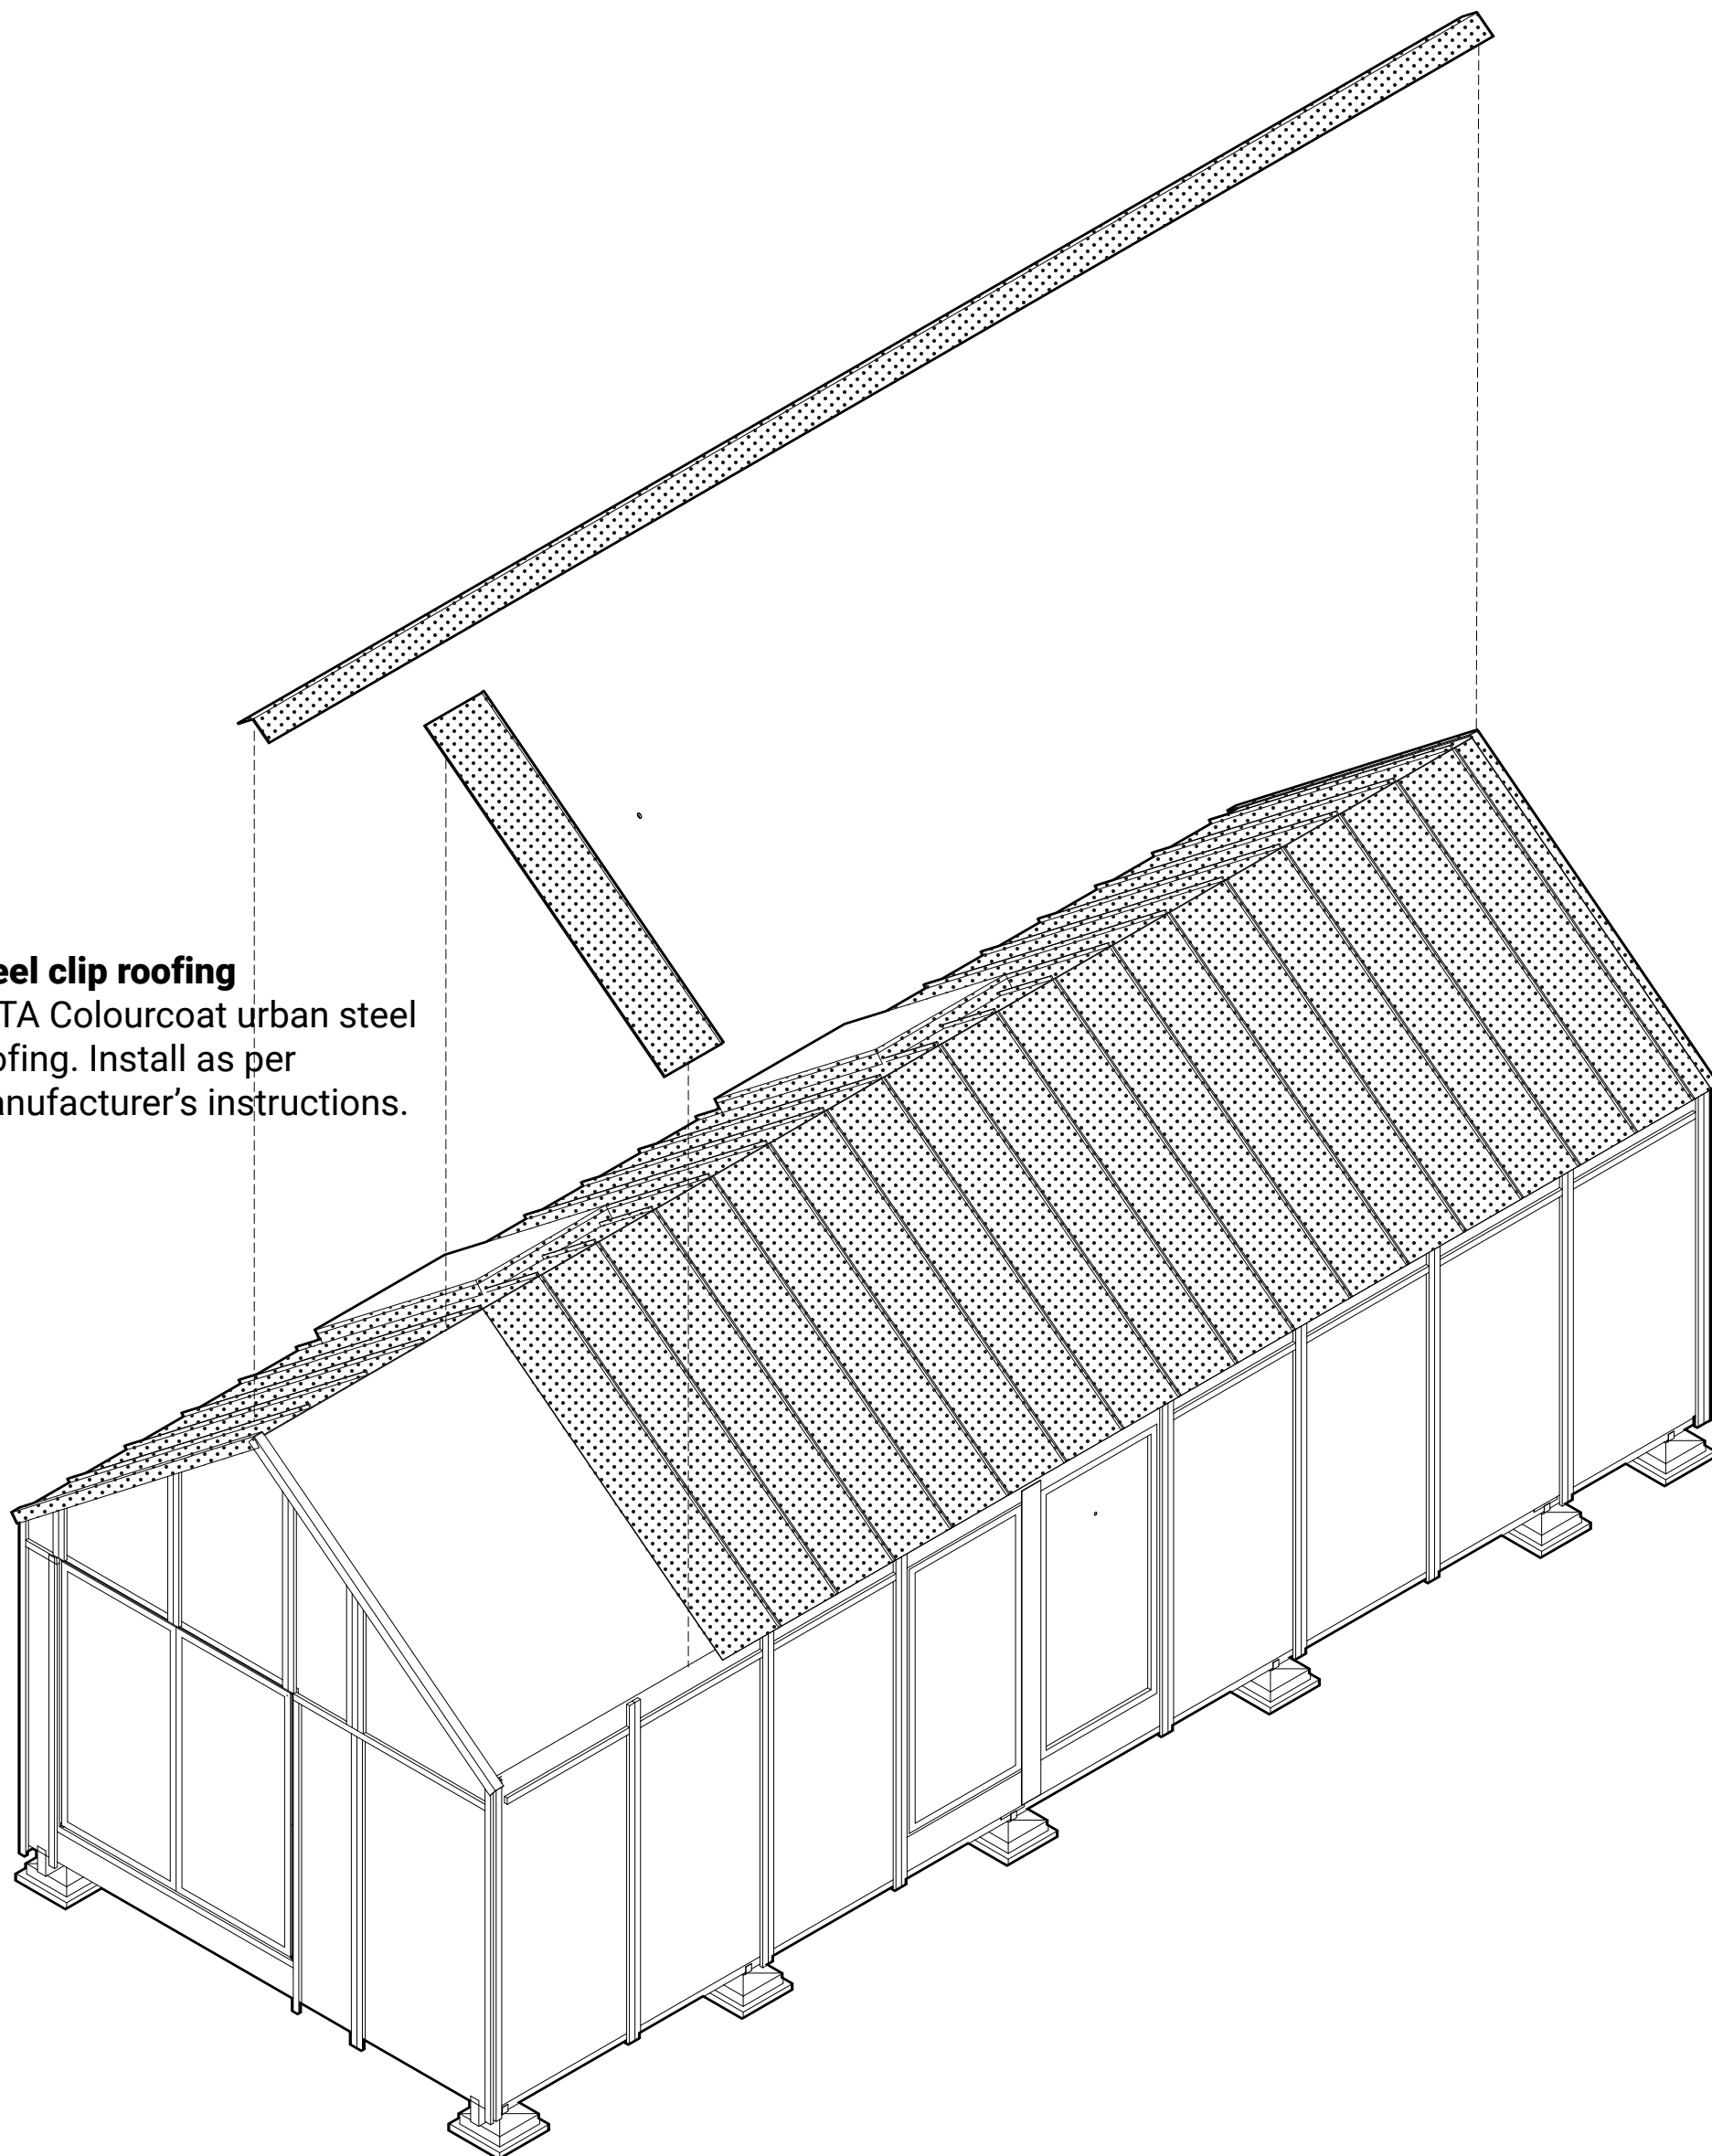 eel clip roofing
TA Colourcoat urban steel
ofing. Install as per
anufacturer’s instructions.